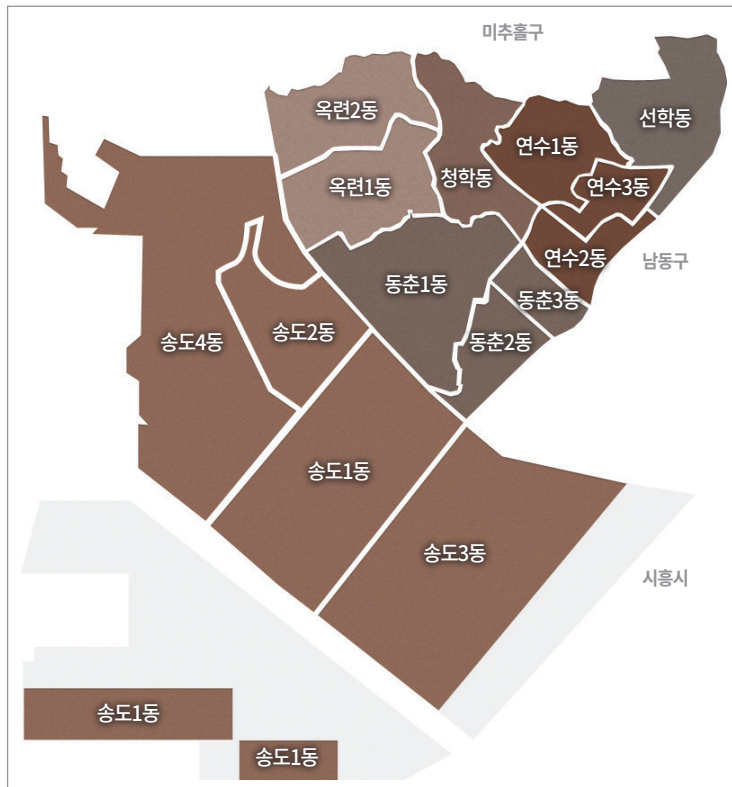 미추홀구
옥련2동
선학동
연수1동
청학동
옥련1동
연수3동
연수2동
남동구
동춘1동
동춘3동
송도2동
송도4동
동춘2동
송도1동
송도3동
시흥시
송도1동
송도1동